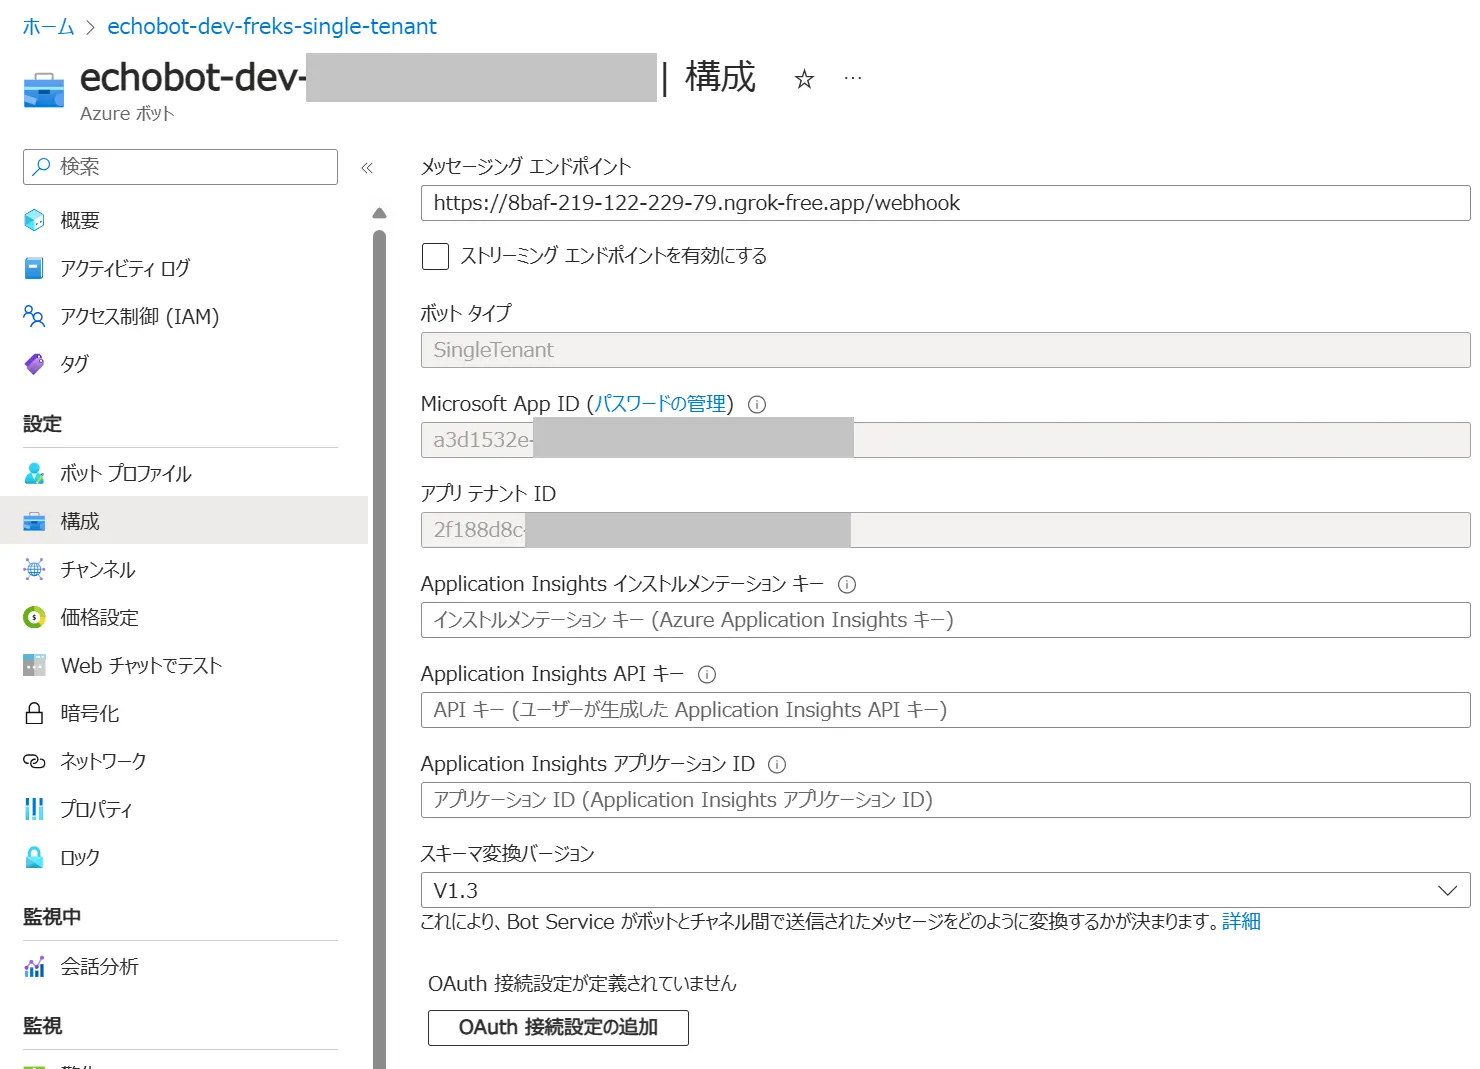 ホーム > echobot-dev-freks-single-tenant
echobot-dev- | 構成 ☆ …
Azure ボット
検索 «
概要
アクティビティ ログ
アクセス制御 (IAM)
タグ
設定
ボット プロファイル
構成
チャンネル
価格設定
Web チャットでテスト
暗号化
ネットワーク
プロパティ
ロック
監視中
会話分析
監視
メッセージング エンドポイント
https://8baf-219-122-229-79.ngrok-free.app/webhook
ストリーミング エンドポイントを有効にする
ボット タイプ
SingleTenant
Microsoft App ID (パスワードの管理)
a3d1532e-
アプリ テナント ID
2f188d8c-
Application Insights インストルメンテーション キー
インストルメンテーション キー (Azure Application Insights キー)
Application Insights API キー
API キー (ユーザーが生成した Application Insights API キー)
Application Insights アプリケーション ID
アプリケーション ID (Application Insights アプリケーション ID)
スキーマ変換バージョン
V1.3
これにより、Bot Service がボットとチャネル間で送信されたメッセージをどのように変換するかが決まります。詳細
OAuth 接続設定が定義されていません
OAuth 接続設定の追加